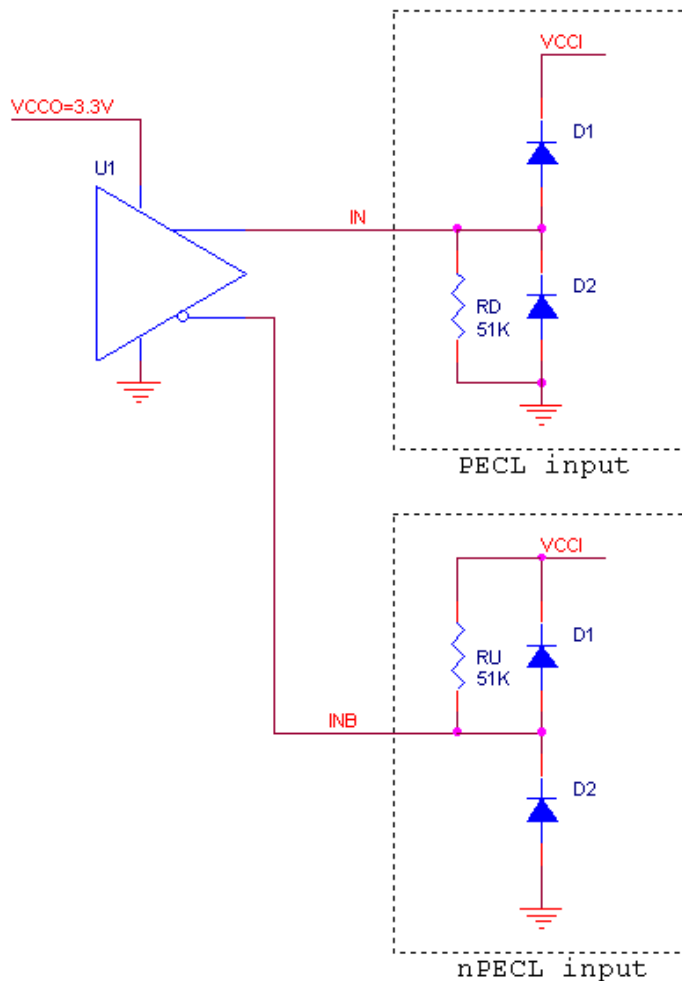 VCCI
VCCO=3.3V
D1
U1
IN
D2
RD
51K
PECL input
VCCI
D1
RU
51K
INB
D2
nPECL input